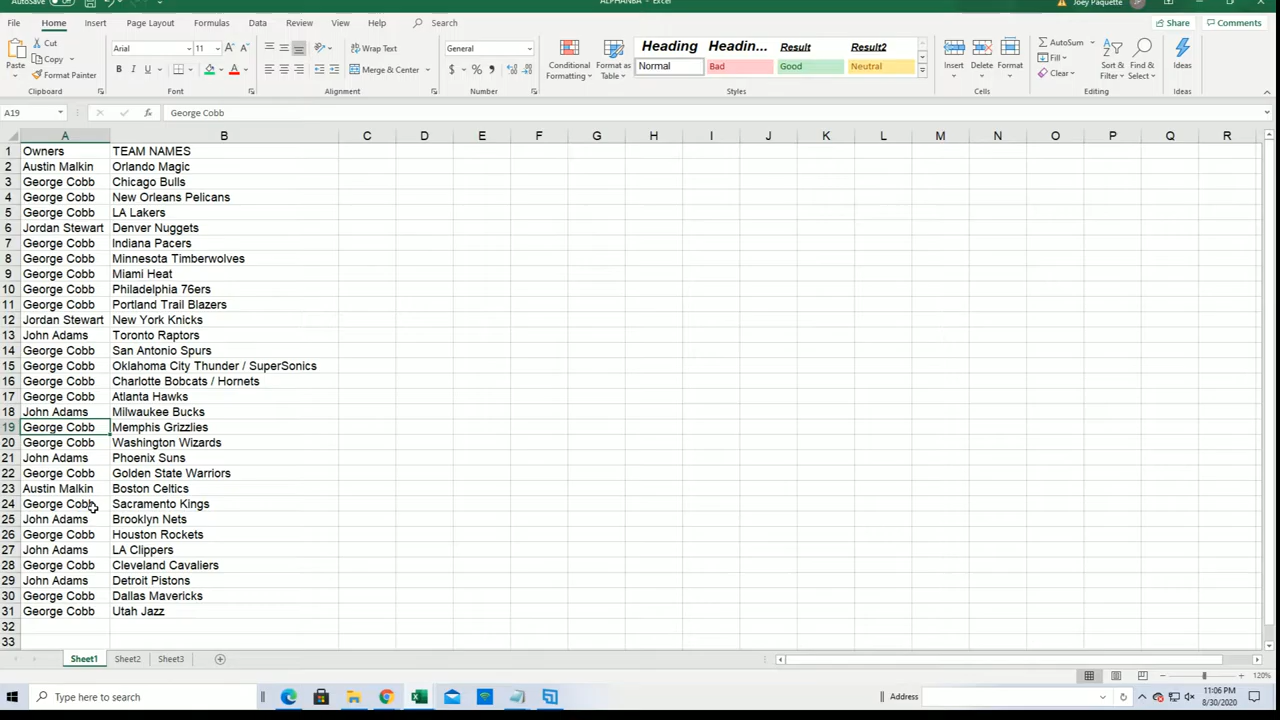 AutoSave Off ALPHANBA - Excel Joey Paquette JP
File Home Insert Page Layout Formulas Data Review View Help Search Share Comments
Paste Cut Copy Format Painter Clipboard
Arial 11 A A B I U A Font
Wrap Text Merge & Center Alignment
General $ % , Number
Conditional Formatting Format as Table Heading Headin... Result Result2
Normal Bad Good Neutral Styles
Insert Delete Format Cells
AutoSum Fill Clear Sort & Filter Find & Select Editing
Ideas Ideas
A19 fx George Cobb
A B C D E F G H I J K L M N O P Q R
1 Owners TEAM NAMES
2 Austin Malkin Orlando Magic
3 George Cobb Chicago Bulls
4 George Cobb New Orleans Pelicans
5 George Cobb LA Lakers
6 Jordan Stewart Denver Nuggets
7 George Cobb Indiana Pacers
8 George Cobb Minnesota Timberwolves
9 George Cobb Miami Heat
10 George Cobb Philadelphia 76ers
11 George Cobb Portland Trail Blazers
12 Jordan Stewart New York Knicks
13 John Adams Toronto Raptors
14 George Cobb San Antonio Spurs
15 George Cobb Oklahoma City Thunder / SuperSonics
16 George Cobb Charlotte Bobcats / Hornets
17 George Cobb Atlanta Hawks
18 John Adams Milwaukee Bucks
19 George Cobb Memphis Grizzlies
20 George Cobb Washington Wizards
21 John Adams Phoenix Suns
22 George Cobb Golden State Warriors
23 Austin Malkin Boston Celtics
24 George Cobb Sacramento Kings
25 John Adams Brooklyn Nets
26 George Cobb Houston Rockets
27 John Adams LA Clippers
28 George Cobb Cleveland Cavaliers
29 John Adams Detroit Pistons
30 George Cobb Dallas Mavericks
31 George Cobb Utah Jazz
32
33
Sheet1 Sheet2 Sheet3
120%
Type here to search Address 11:06 PM
8/30/2020